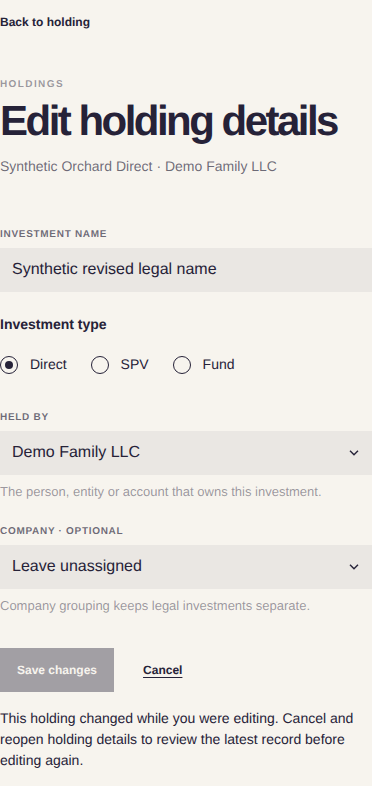 Back to holding
HOLDINGS
Edit holding details
Synthetic Orchard Direct · Demo Family LLC
INVESTMENT NAME
Synthetic revised legal name
Investment type
Direct SPV Fund
HELD BY
Demo Family LLC
The person, entity or account that owns this investment.
COMPANY · OPTIONAL
Leave unassigned
Company grouping keeps legal investments separate.
Save changes Cancel
This holding changed while you were editing. Cancel and
reopen holding details to review the latest record before
editing again.